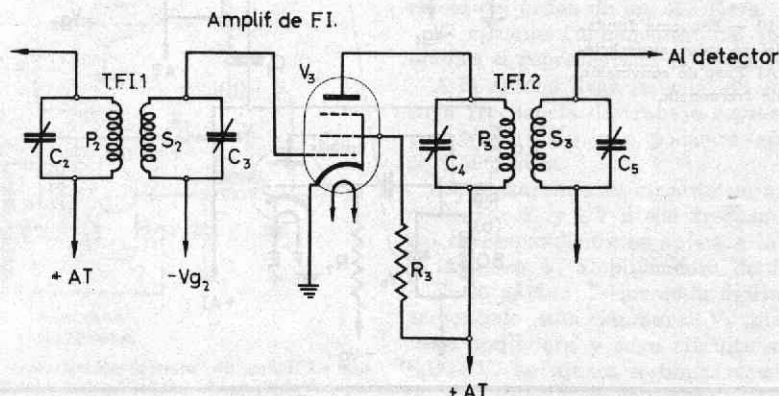 Amplif. de F.I.
T.F.I.1
V₃
T.F.I.2
Al detector
C₂
P₂
S₂
C₃
C₄
P₃
S₃
C₅
R₃
+ AT
-Vg₂
+ AT